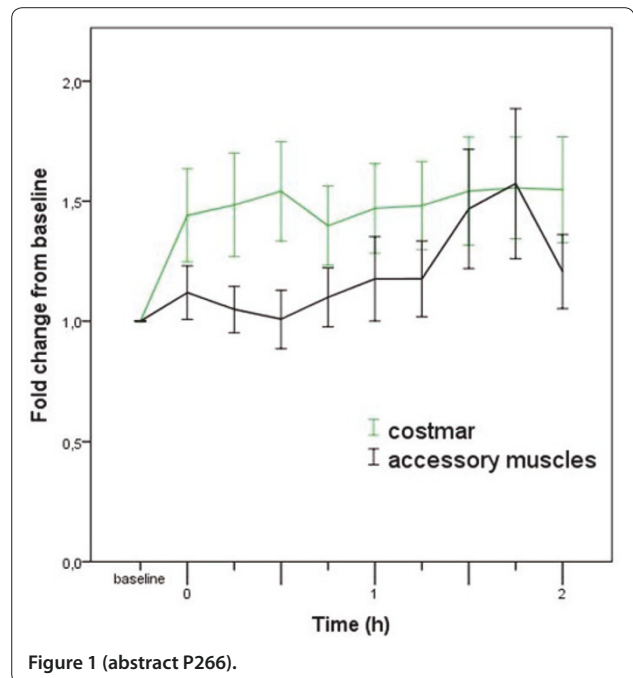 2,0
1,5
1,0
0,5
0,0
Fold change from baseline
costmar
accessory muscles
baseline
0
1
2
Time (h)
Figure 1 (abstract P266).